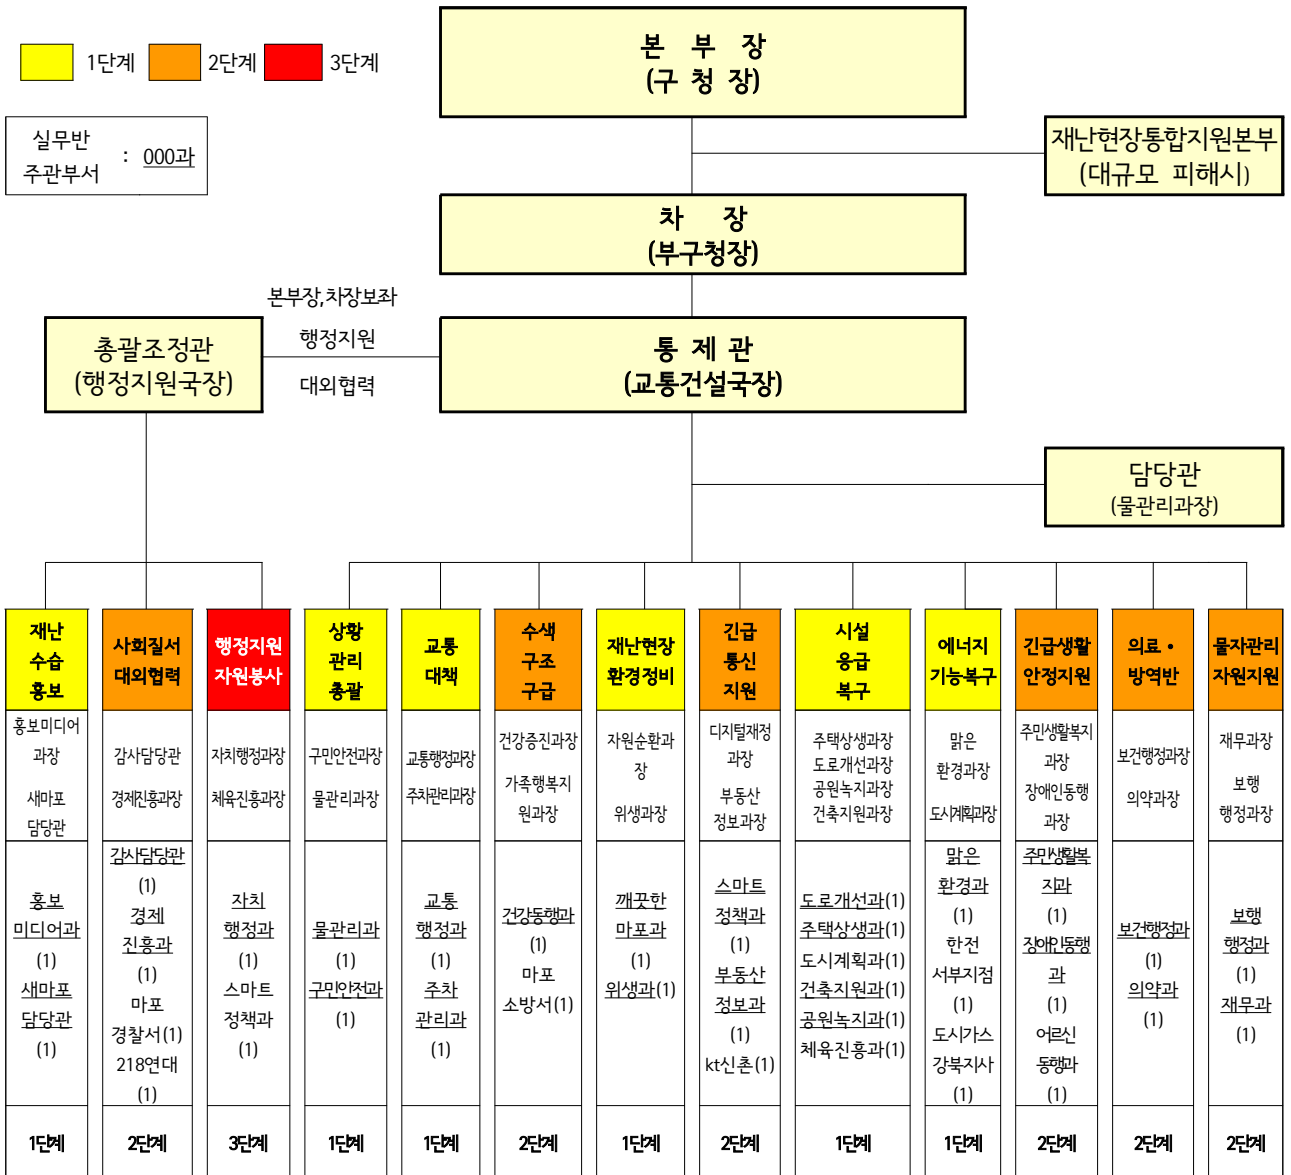 1단계 2단계 3단계
실무반
주관부서 : 000과
본 부 장
(구 청 장)
재난현장통합지원본부
(대규모 피해시)
차 장
(부구청장)
본부장,차장보좌
행정지원
대외협력
총괄조정관
(행정지원국장)
통 제 관
(교통건설국장)
담당관
(물관리과장)
재난
수습
홍보
홍보미디어
과장
새마포
담당관
홍보
미디어과
(1)
새마포
담당관
(1)
1단계
사회질서
대외협력
감사담당관
경제진흥과장
감사담당관
(1)
경제
진흥과
(1)
마포
경찰서(1)
218연대
(1)
2단계
행정지원
자원봉사
자치행정과장
체육진흥과장
자치
행정과
(1)
스마트
정책과
(1)
3단계
상황
관리
총괄
구민안전과장
물관리과장
물관리과
(1)
구민안전과
(1)
1단계
교통
대책
교통행정과장
주차관리과장
교통
행정과
(1)
주차
관리과
(1)
1단계
수색
구조
구급
건강증진과장
가족행복지
원과장
건강동행과
(1)
마포
소방서(1)
2단계
재난현장
환경정비
자원순환과
장
위생과장
깨끗한
마포과
(1)
위생과(1)
1단계
긴급
통신
지원
디지털재정
과장
부동산
정보과장
스마트
정책과
(1)
부동산
정보과
(1)
kt신촌(1)
2단계
시설
응급
복구
주택상생과장
도로개선과장
공원녹지과장
건축지원과장
도로개선과(1)
주택상생과(1)
도시계획과(1)
건축지원과(1)
공원녹지과(1)
체육진흥과(1)
1단계
에너지
기능복구
맑은
환경과장
도시계획과장
맑은
환경과
(1)
한전
서부지점
(1)
도시가스
강북지사
(1)
1단계
긴급생활
안정지원
주민생활복지
과장
장애인동행
과장
주민생활복
지과
(1)
장애인동행
과
(1)
어르신
동행과
(1)
2단계
의료・
방역반
보건행정과장
의약과장
보건행정과
(1)
의약과
(1)
2단계
물자관리
자원지원
재무과장
보행
행정과장
보행
행정과
(1)
재무과
(1)
2단계